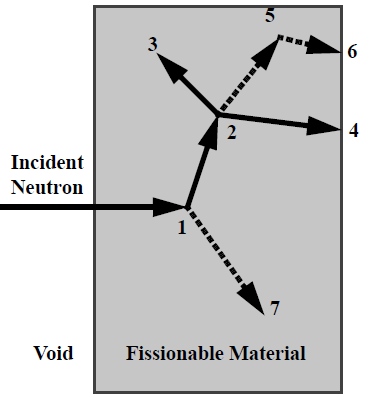 5
3
6
2
4
Incident
Neutron
1
7
Void
Fissionable Material